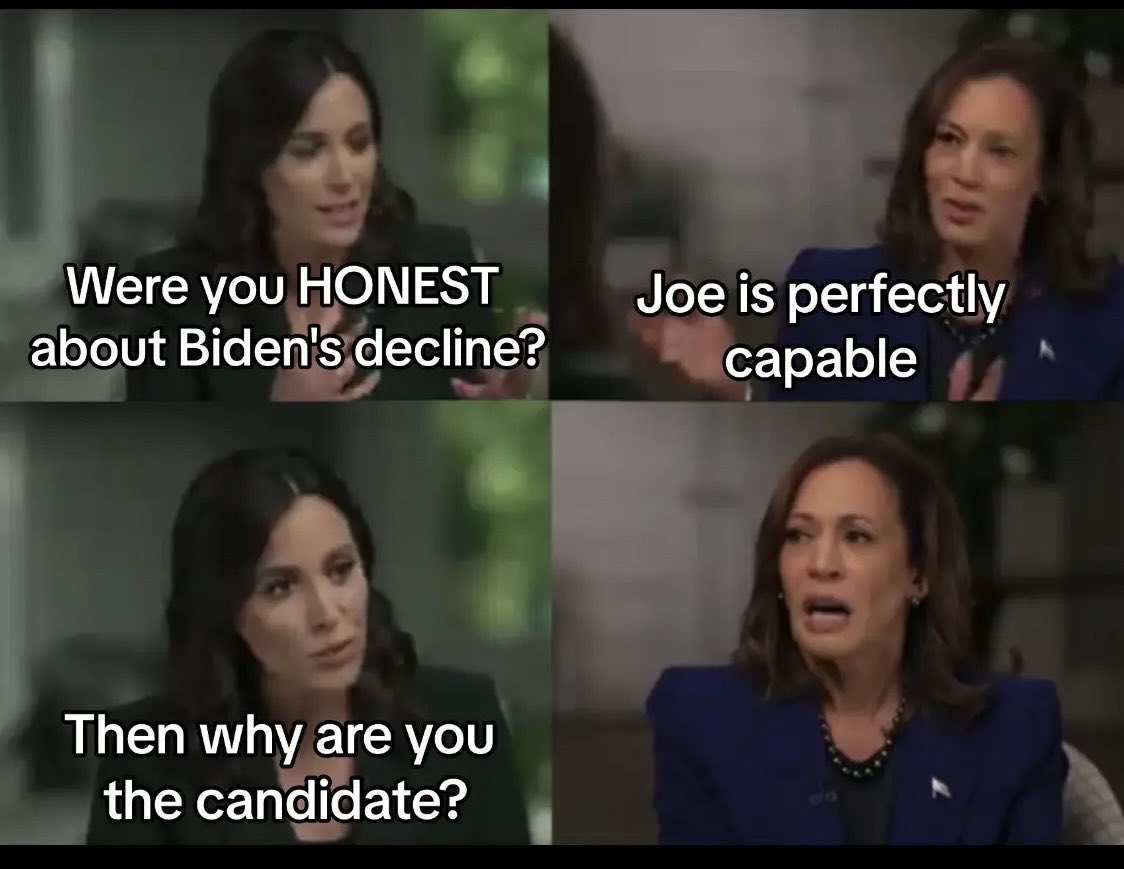 Were you HONEST
about Biden's decline?
Joe is perfectly
capable
Then why are you
the candidate?